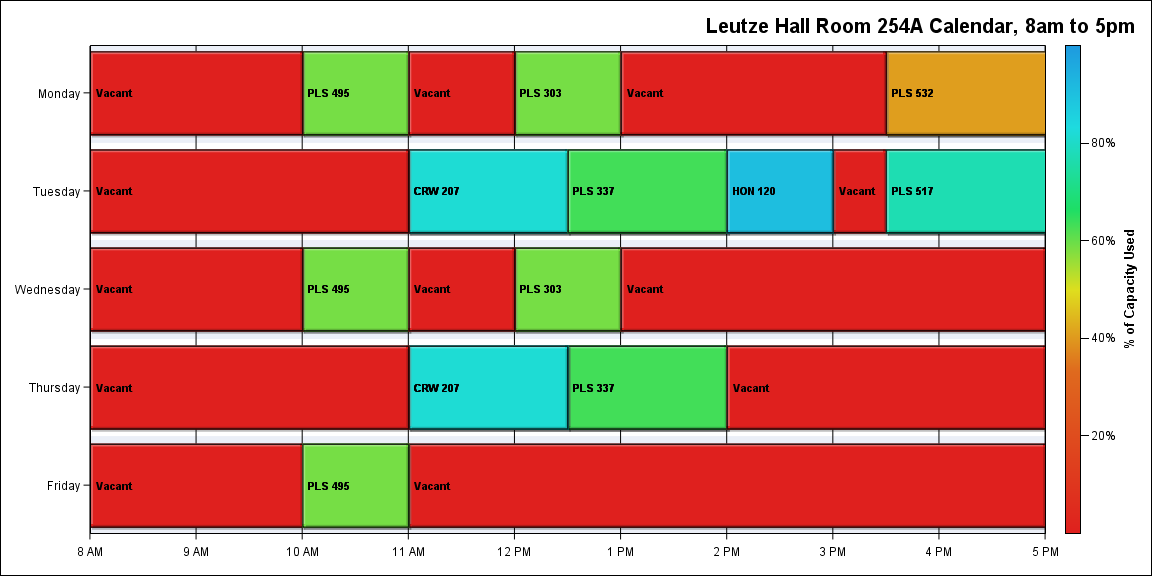 Leutze Hall Room 254A Calendar, 8am to 5pm
Monday
Vacant
PLS 495
Vacant
PLS 303
Vacant
PLS 532
Tuesday
Vacant
CRW 207
PLS 337
HON 120
Vacant
PLS 517
Wednesday
Vacant
PLS 495
Vacant
PLS 303
Vacant
Thursday
Vacant
CRW 207
PLS 337
Vacant
Friday
Vacant
PLS 495
Vacant
8 AM
9 AM
10 AM
11 AM
12 PM
1 PM
2 PM
3 PM
4 PM
5 PM
80%
60%
40%
20%
% of Capacity Used